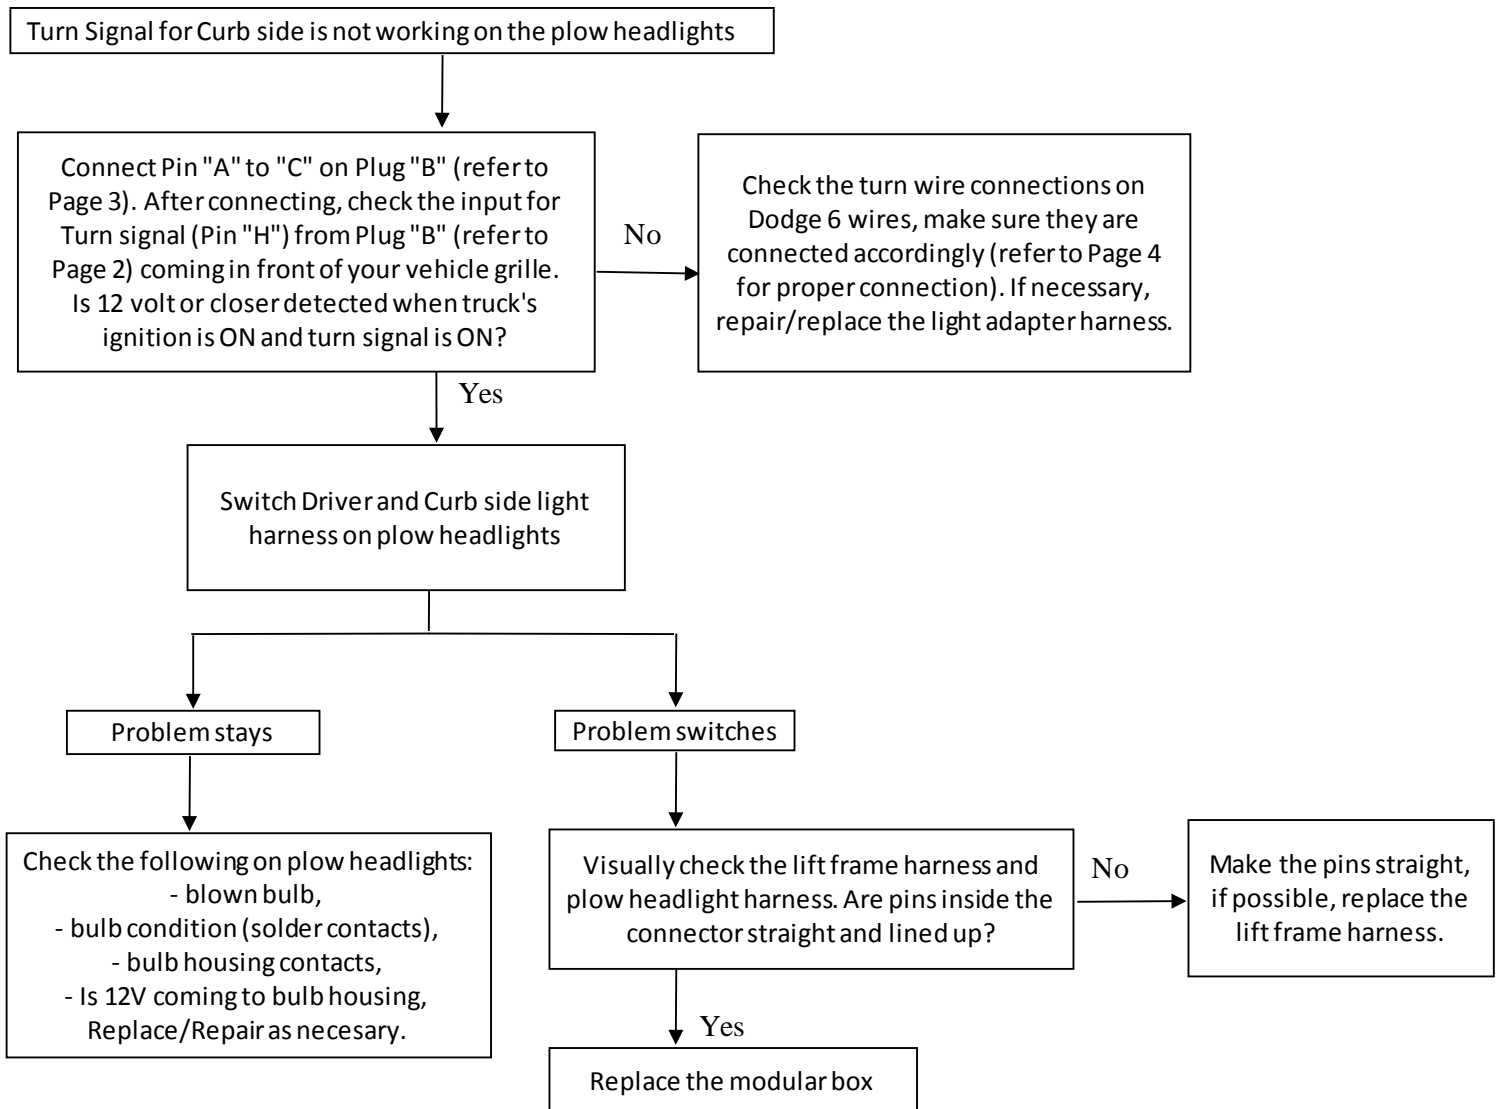 Turn Signal for Curb side is not working on the plow headlights
Connect Pin "A" to "C" on Plug "B" (refer to
Page 3). After connecting, check the input for
Turn signal (Pin "H") from Plug "B" (refer to
Page 2) coming in front of your vehicle grille.
Is 12 volt or closer detected when truck's
ignition is ON and turn signal is ON?
No
Check the turn wire connections on
Dodge 6 wires, make sure they are
connected accordingly (refer to Page 4
for proper connection). If necessary,
repair/replace the light adapter harness.
Yes
Switch Driver and Curb side light
harness on plow headlights
Problem stays
Problem switches
Check the following on plow headlights:
- blown bulb,
- bulb condition (solder contacts),
- bulb housing contacts,
- Is 12V coming to bulb housing,
Replace/Repair as necesary.
Visually check the lift frame harness and
plow headlight harness. Are pins inside the
connector straight and lined up?
No
Make the pins straight,
if possible, replace the
lift frame harness.
Yes
Replace the modular box